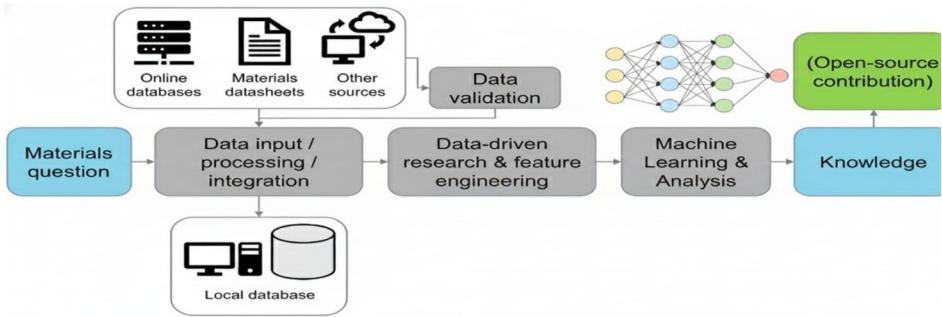 Online
databases
Materials
datasheets
Other
sources
Data
validation
(Open-source
contribution)
Materials
question
Data input /
processing /
integration
Data-driven
research & feature
engineering
Machine
Learning &
Analysis
Knowledge
Local database